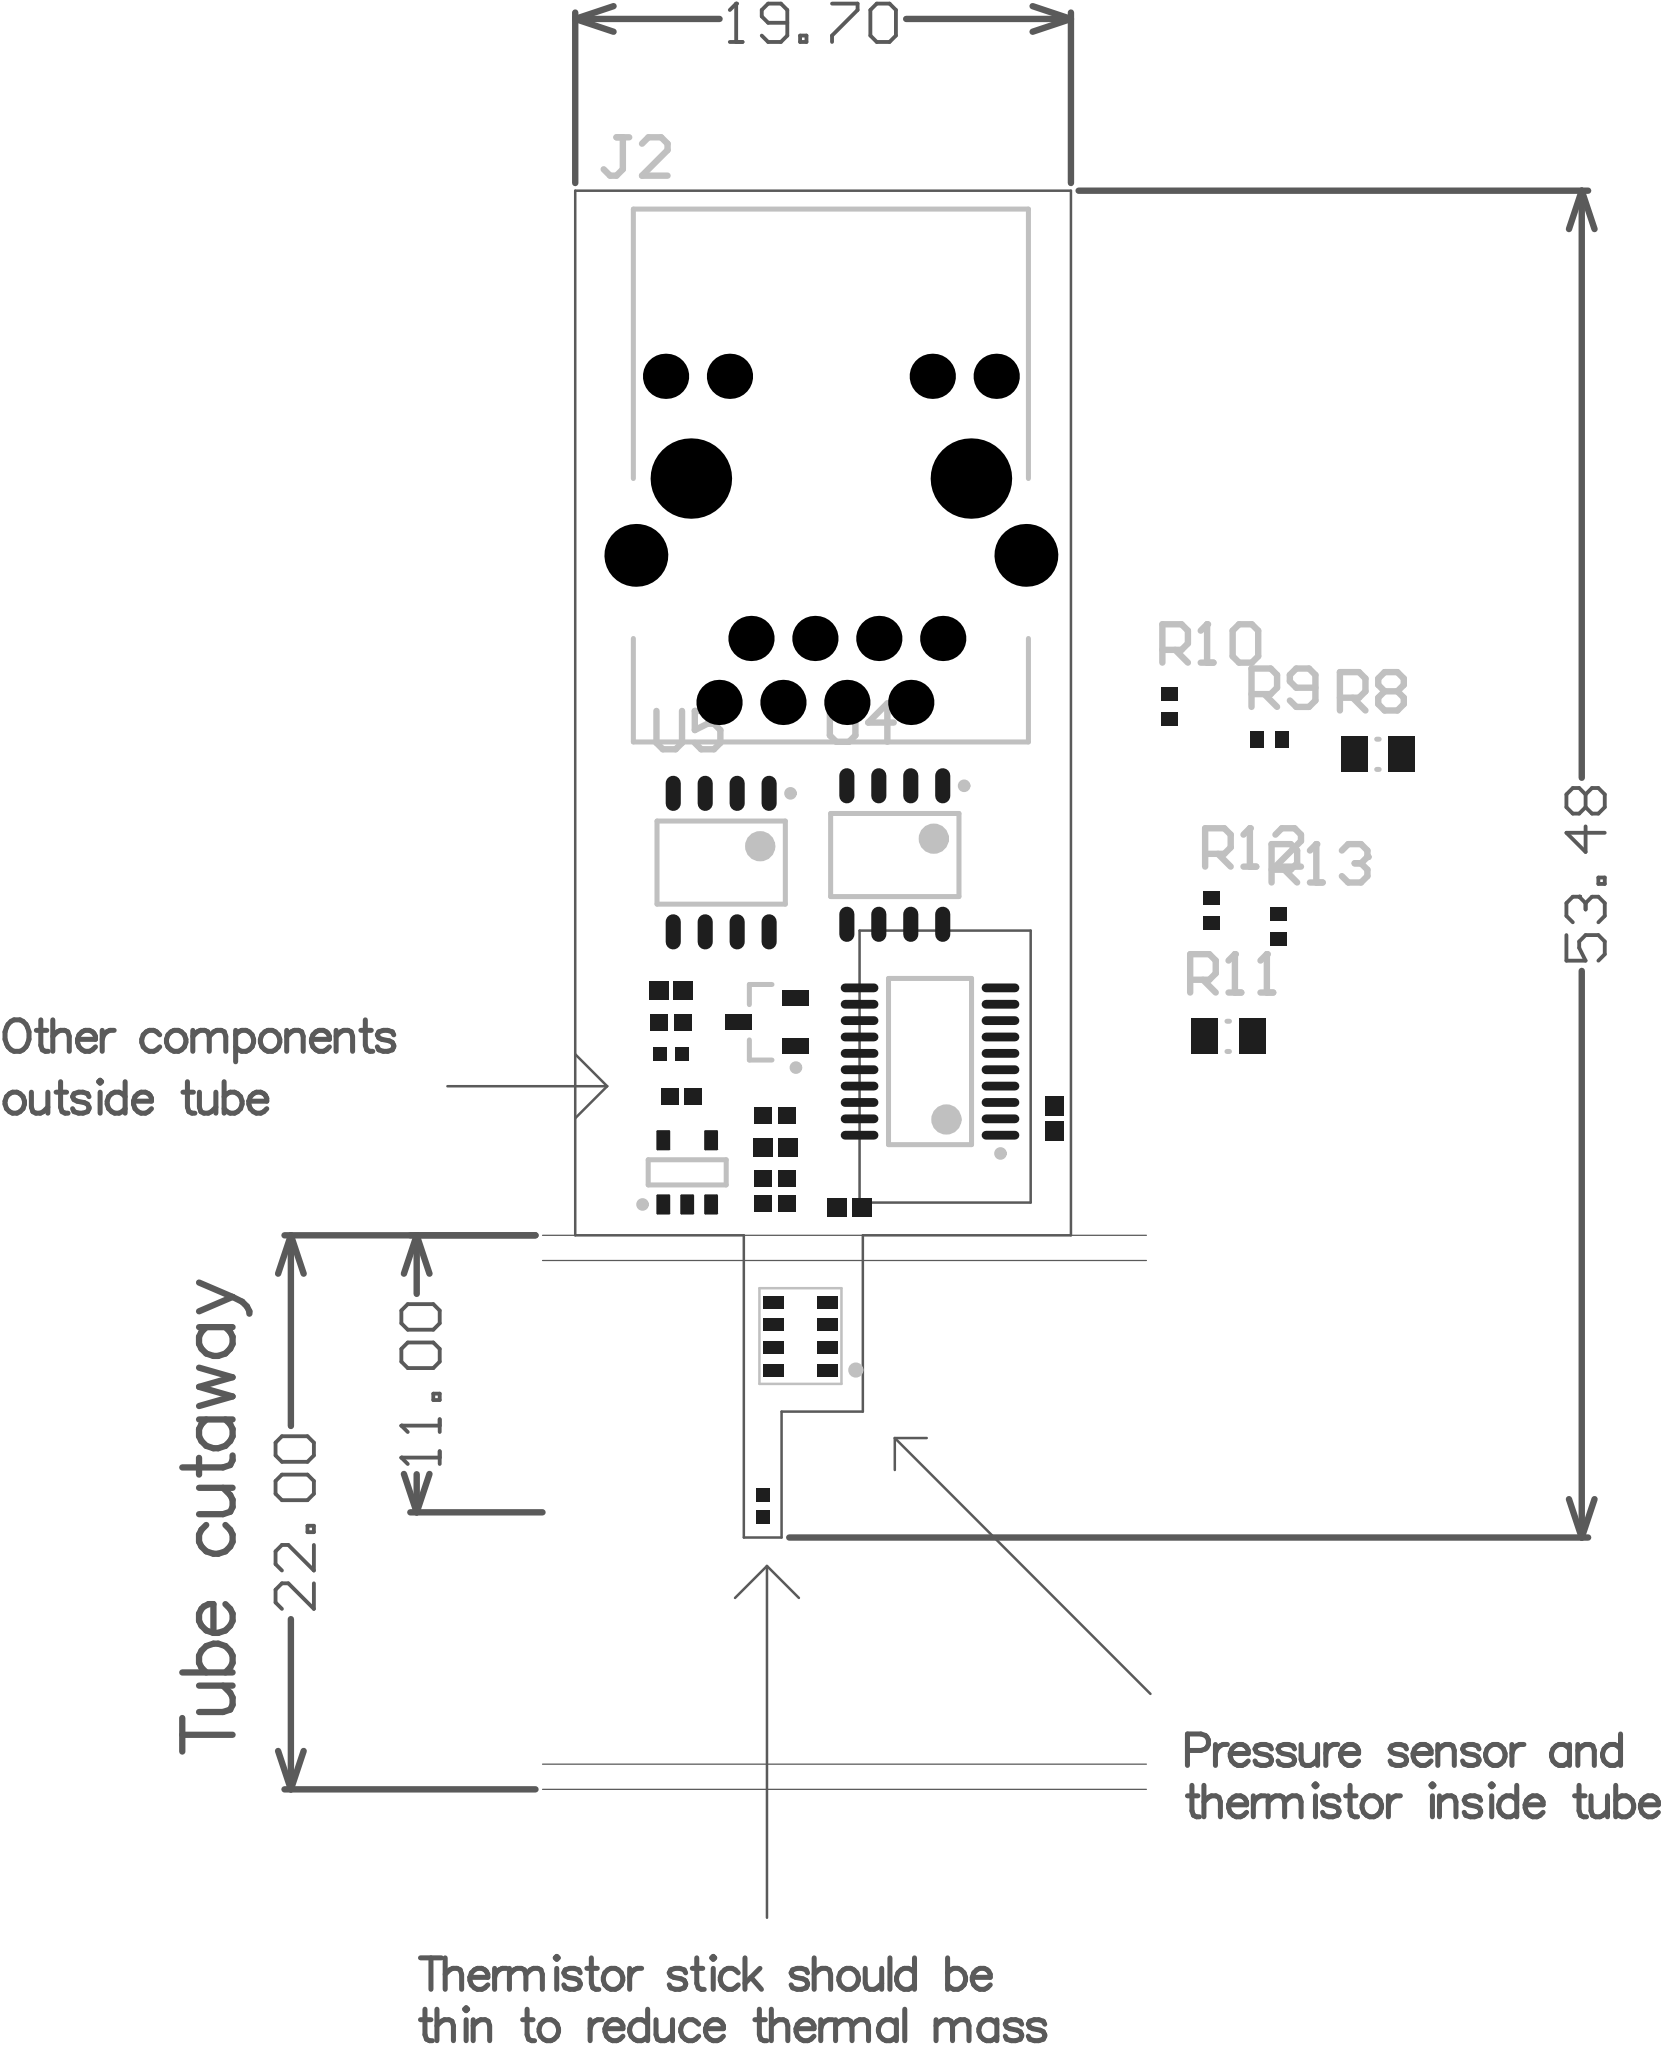 19.70
J2
R10
R9
R8
U5
U4
53.48
R12
R13
R11
Other components
outside tube
Tube cutaway
22.00
11.00
Pressure sensor and
thermistor inside tube
Thermistor stick should be
thin to reduce thermal mass